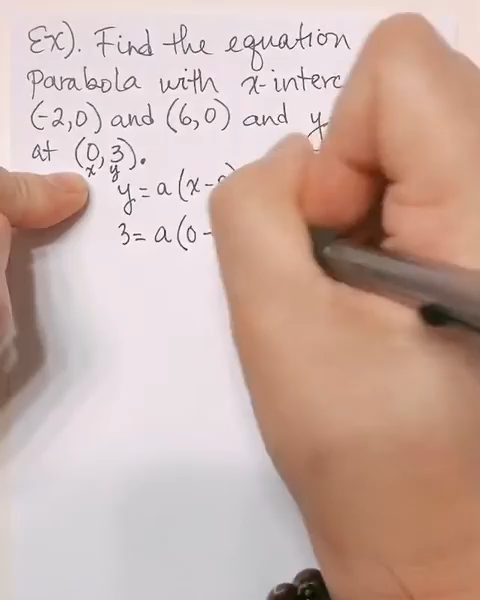 Ex). Find the equation
Parabola with x-interc
(-2,0) and (6,0) and y
at (0,3).
x y
y = a(x-
3 = a(0-